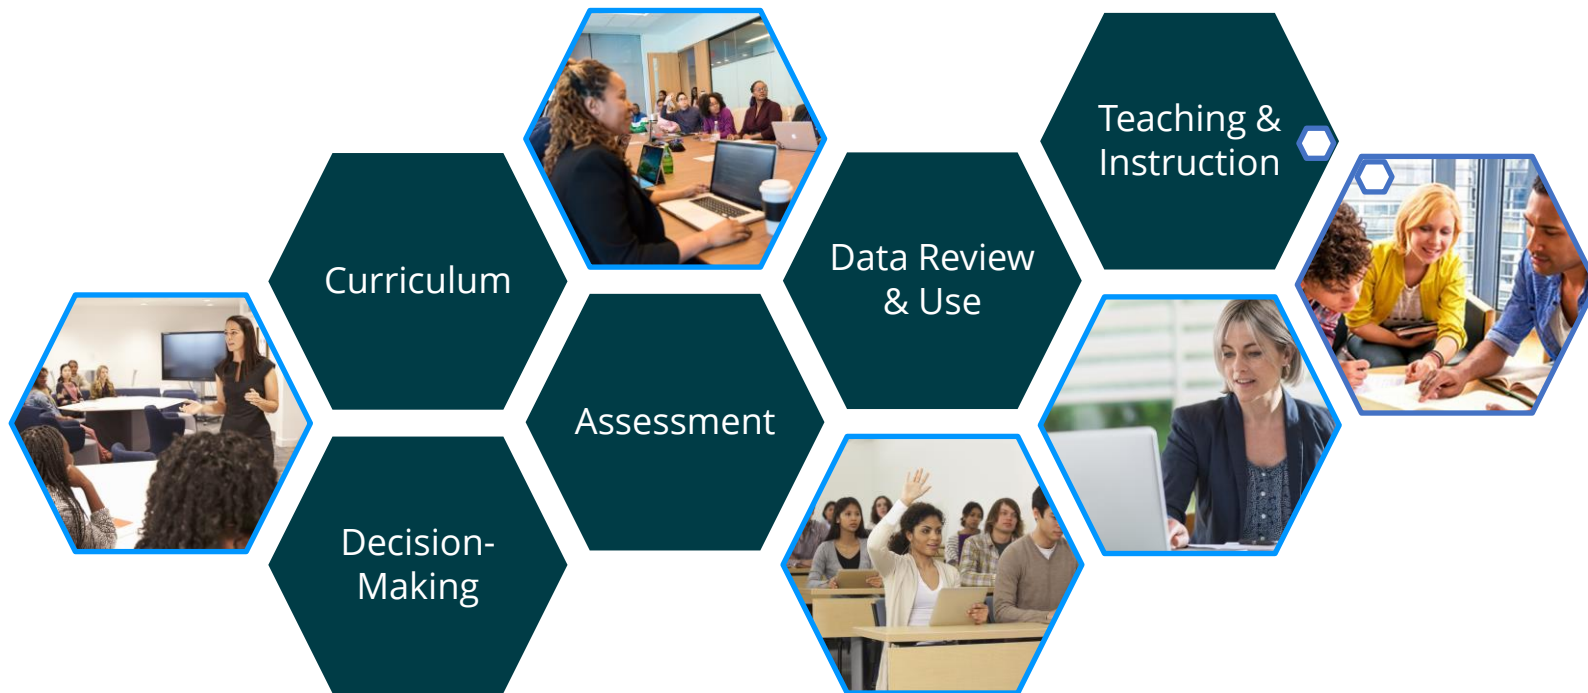 Curriculum
Decision-
Making
Assessment
Data Review
& Use
Teaching &
Instruction